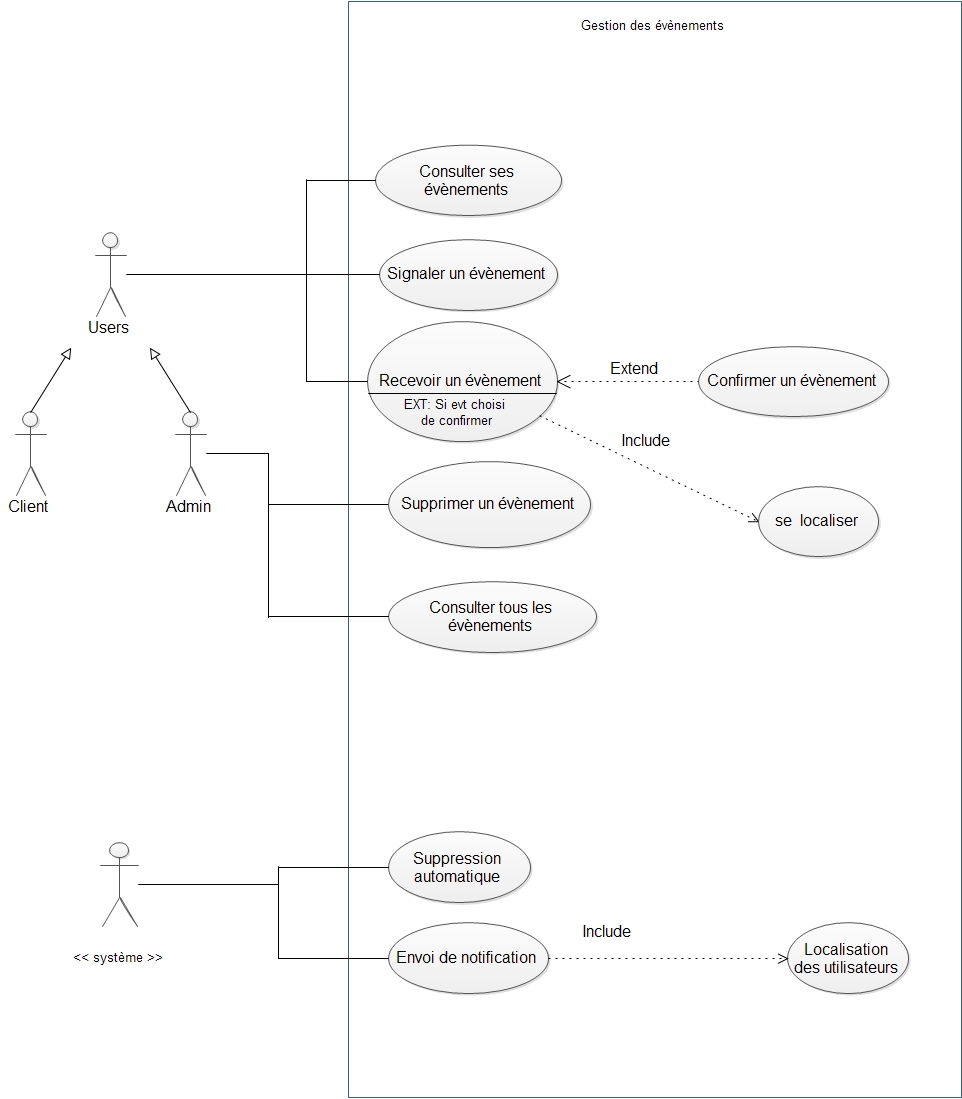 Gestion des évènements
Consulter ses
évènements
Signaler un évènement
Users
Recevoir un évènement
EXT: Si evt choisi
de confirmer
Extend
Confirmer un évènement
Include
Client
Admin
Supprimer un évènement
se localiser
Consulter tous les
évènements
Suppression
automatique
<< système >>
Envoi de notification
Include
Localisation
des utilisateurs